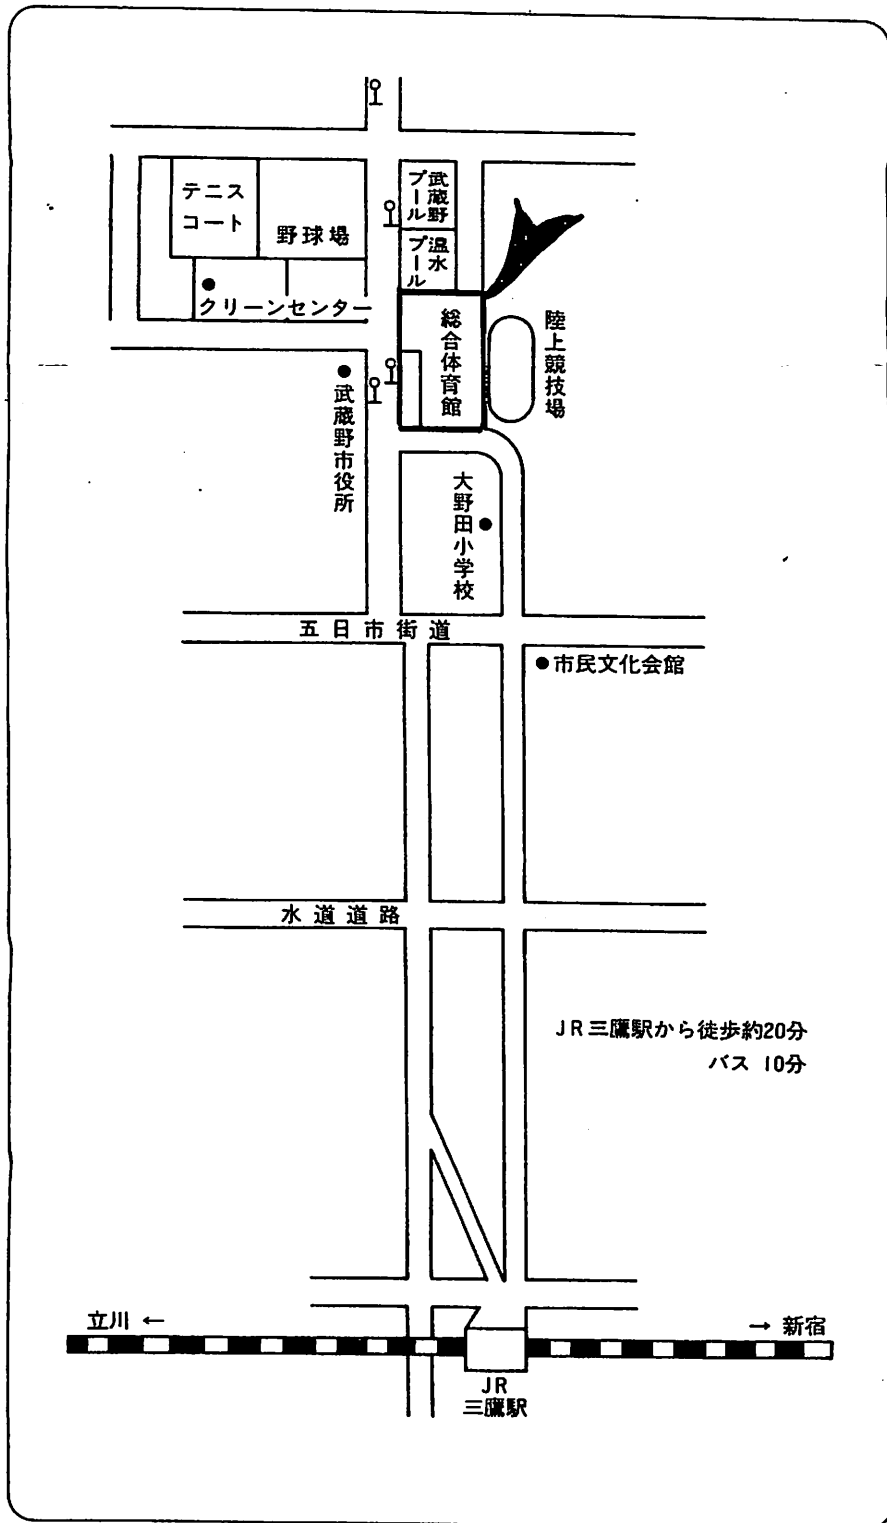 テニス
コート
野球場
武蔵野
プール
温水
プール
クリーンセンター
総合体育館
陸上競技場
武蔵野市役所
大野田小学校
五日市街道
市民文化会館
水道道路
JR三鷹駅から徒歩約20分
バス 10分
立川 ←
→ 新宿
JR
三鷹駅